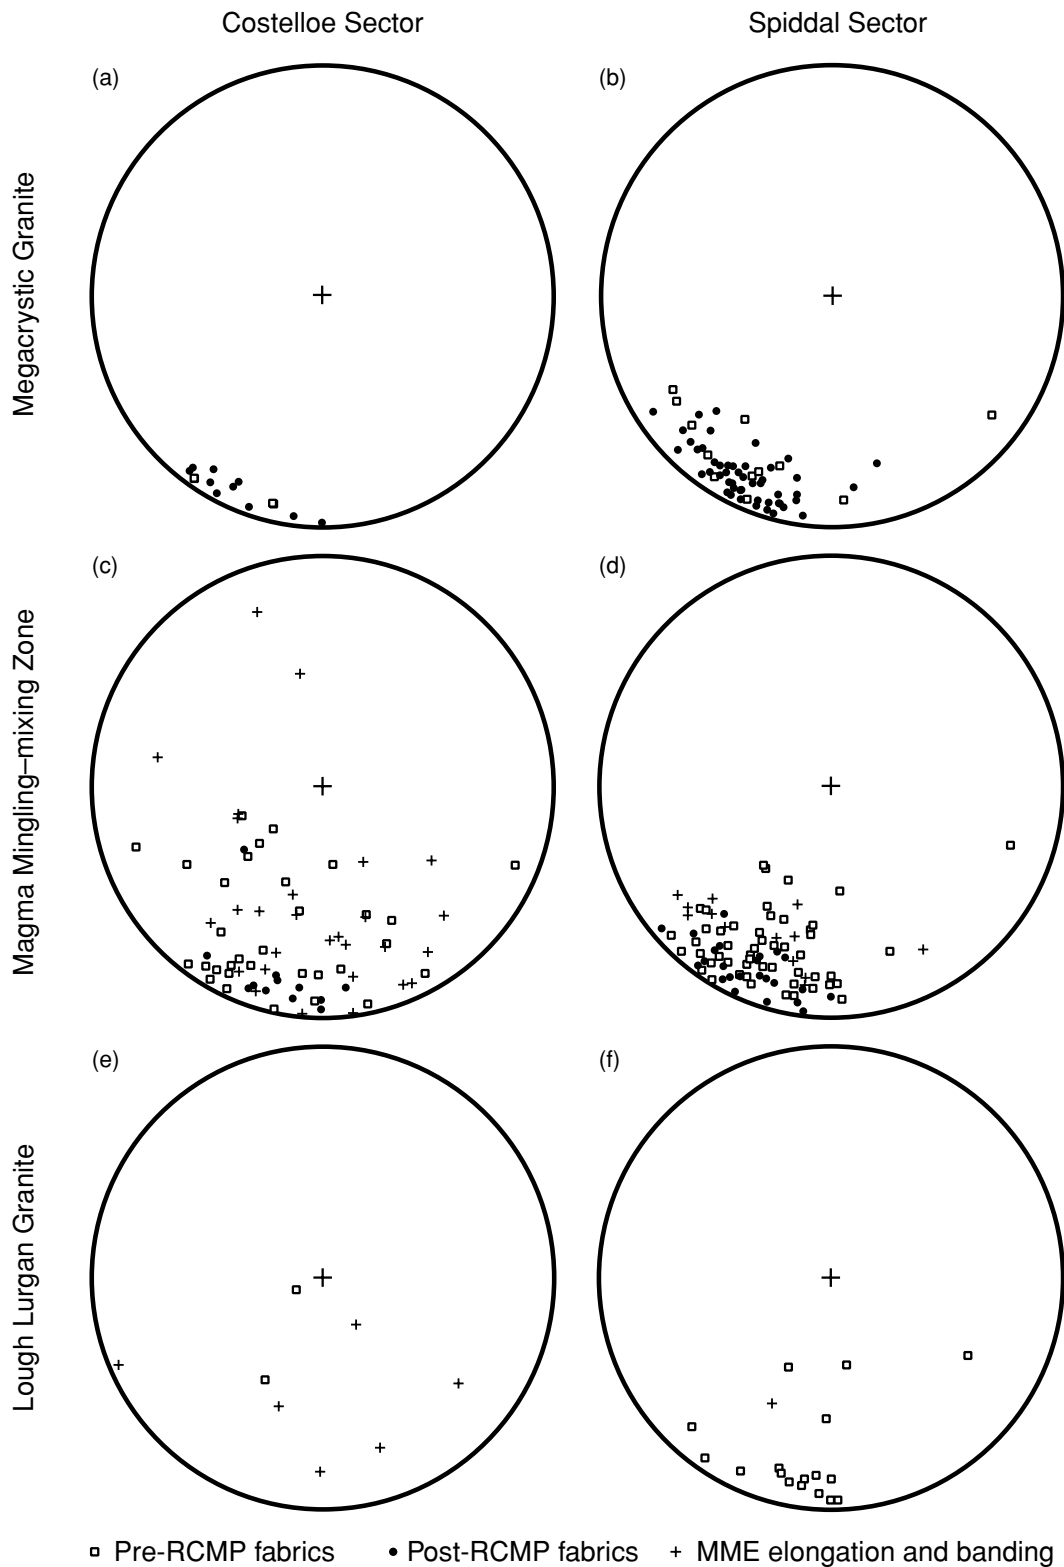 Costelloe Sector
Spiddal Sector
(a)
(b)
Megacrystic Granite
(c)
(d)
Magma Mingling–mixing Zone
(e)
(f)
Lough Lurgan Granite
Pre-RCMP fabrics
Post-RCMP fabrics
MME elongation and banding